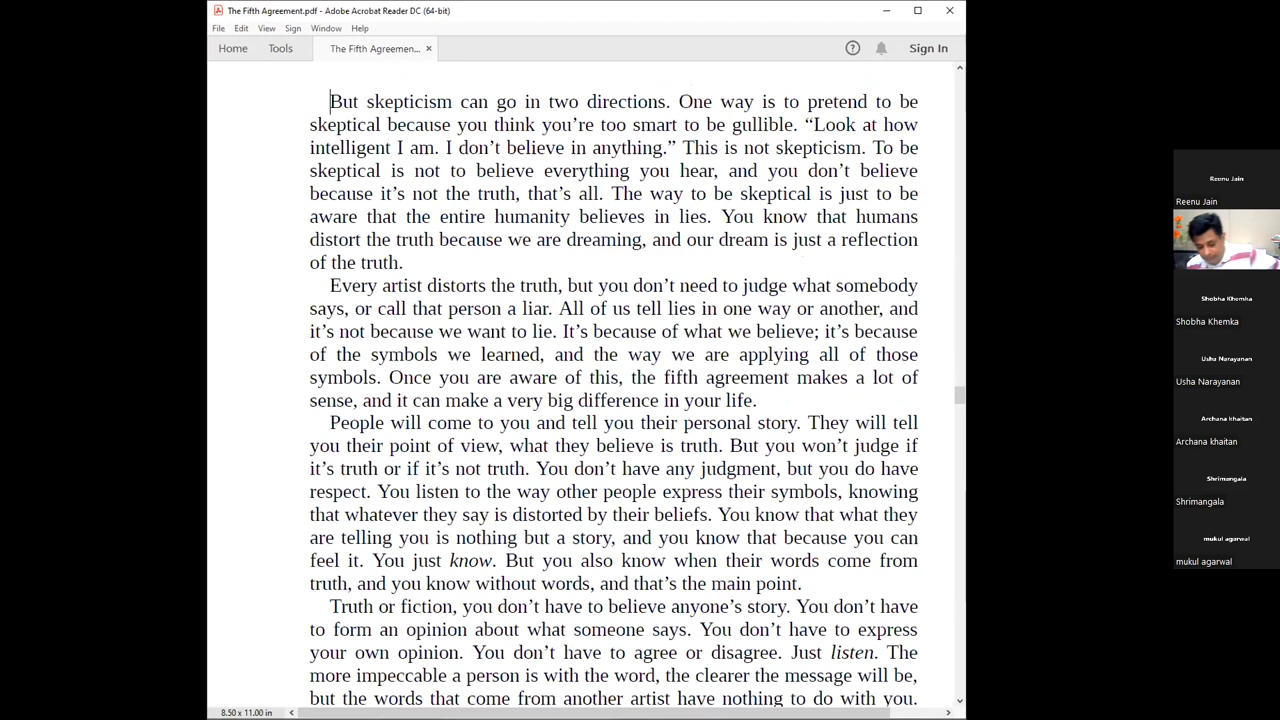 The Fifth Agreement.pdf - Adobe Acrobat Reader DC (64-bit)
File Edit View Sign Window Help
Home Tools The Fifth Agreemen... × Sign In
But skepticism can go in two directions. One way is to pretend to be
skeptical because you think you’re too smart to be gullible. “Look at how
intelligent I am. I don’t believe in anything.” This is not skepticism. To be
skeptical is not to believe everything you hear, and you don’t believe
because it’s not the truth, that’s all. The way to be skeptical is just to be
aware that the entire humanity believes in lies. You know that humans
distort the truth because we are dreaming, and our dream is just a reflection
of the truth.
Every artist distorts the truth, but you don’t need to judge what somebody
says, or call that person a liar. All of us tell lies in one way or another, and
it’s not because we want to lie. It’s because of what we believe; it’s because
of the symbols we learned, and the way we are applying all of those
symbols. Once you are aware of this, the fifth agreement makes a lot of
sense, and it can make a very big difference in your life.
People will come to you and tell you their personal story. They will tell
you their point of view, what they believe is truth. But you won’t judge if
it’s truth or if it’s not truth. You don’t have any judgment, but you do have
respect. You listen to the way other people express their symbols, knowing
that whatever they say is distorted by their beliefs. You know that what they
are telling you is nothing but a story, and you know that because you can
feel it. You just know. But you also know when their words come from
truth, and you know without words, and that’s the main point.
Truth or fiction, you don’t have to believe anyone’s story. You don’t have
to form an opinion about what someone says. You don’t have to express
your own opinion. You don’t have to agree or disagree. Just listen. The
more impeccable a person is with the word, the clearer the message will be,
but the words that come from another artist have nothing to do with you.
8.50 x 11.00 in
Reenu Jain
Reenu Jain
Shobha Khemka
Shobha Khemka
Usha Narayanan
Usha Narayanan
Archana khaitan
Archana khaitan
Shrimangala
Shrimangala
mukul agarwal
mukul agarwal